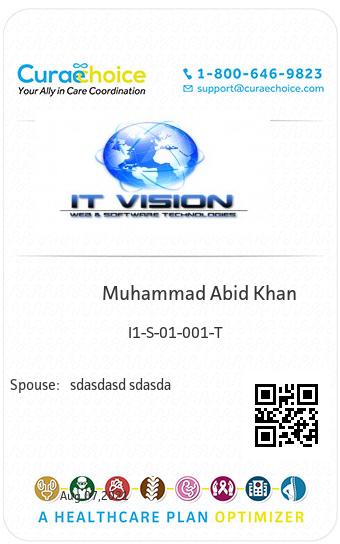 Curaechoice
Your Ally in Care Coordination
1-800-646-9823
support@curaechoice.com
IT VISION
WEB & SOFTWARE TECHNOLOGIES
Muhammad Abid Khan
I1-S-01-001-T
Spouse: sdasdasd sdasda
Aug 07,2021
A HEALTHCARE PLAN OPTIMIZER